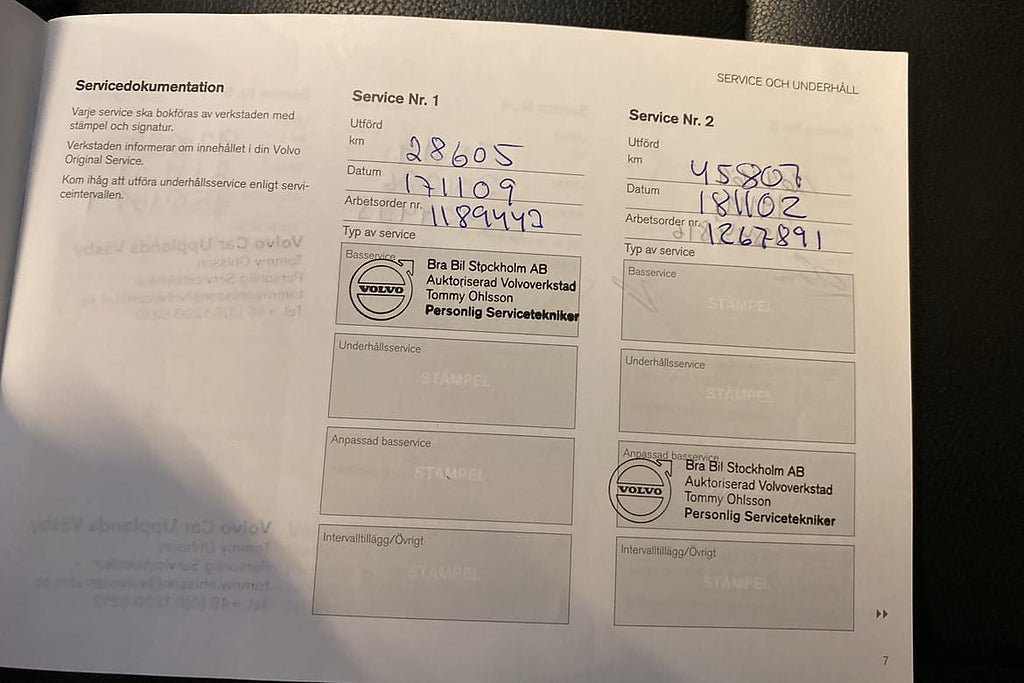 SERVICE OCH UNDERHÅLL
Servicedokumentation
Varje service ska bokföras av verkstaden med
stämpel och signatur.
Verkstaden informerar om innehållet i din Volvo
Original Service.
Kom ihåg att utföra underhållsservice enligt servi-
ceintervallen.
Service Nr. 1
Utförd
km 28605
Datum 171109
Arbetsorder nr.
Typ av service
Basservice
VOLVO
Bra Bil Stockholm AB
Auktoriserad Volvoverkstad
Tommy Ohlsson
Personlig Servicetekniker
Underhållsservice
STÄMPEL
Anpassad basservice
STÄMPEL
Intervalltillägg/Övrigt
STÄMPEL
Service Nr. 2
Utförd
km 45807
Datum 181102
Arbetsorder nr. 1267891
Typ av service
Basservice
STÄMPEL
Underhållsservice
STÄMPEL
Anpassad basservice
VOLVO
Bra Bil Stockholm AB
Auktoriserad Volvoverkstad
Tommy Ohlsson
Personlig Servicetekniker
Intervalltillägg/Övrigt
STÄMPEL
7